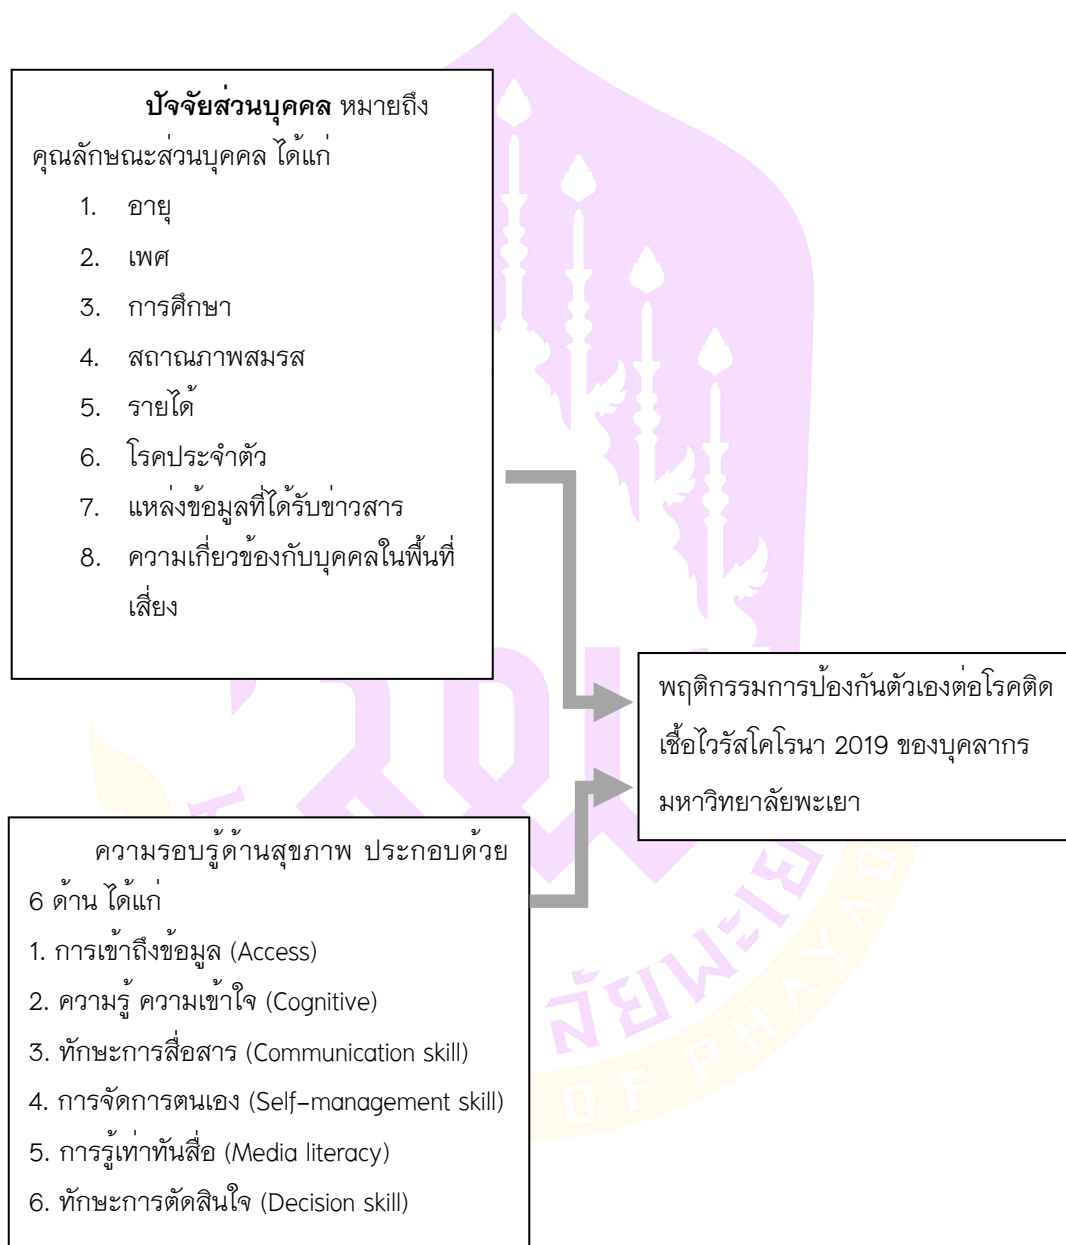 ปัจจัยส่วนบุคคล หมายถึง
คุณลักษณะส่วนบุคคล ได้แก่
1. อายุ
2. เพศ
3. การศึกษา
4. สถาณภาพสมรส
5. รายได้
6. โรคประจำตัว
7. แหล่งข้อมูลที่ได้รับข่าวสาร
8. ความเกี่ยวข้องกับบุคคลในพื้นที่
เสี่ยง
พฤติกรรมการป้องกันตัวเองต่อโรคติด
เชื้อไวรัสโคโรนา 2019 ของบุคลากร
มหาวิทยาลัยพะเยา
ความรอบรู้ด้านสุขภาพ ประกอบด้วย
6 ด้าน ได้แก่
1. การเข้าถึงข้อมูล (Access)
2. ความรู้ ความเข้าใจ (Cognitive)
3. ทักษะการสื่อสาร (Communication skill)
4. การจัดการตนเอง (Self-management skill)
5. การรู้เท่าทันสื่อ (Media literacy)
6. ทักษะการตัดสินใจ (Decision skill)
ลัยพะเย
OF PHAYAO